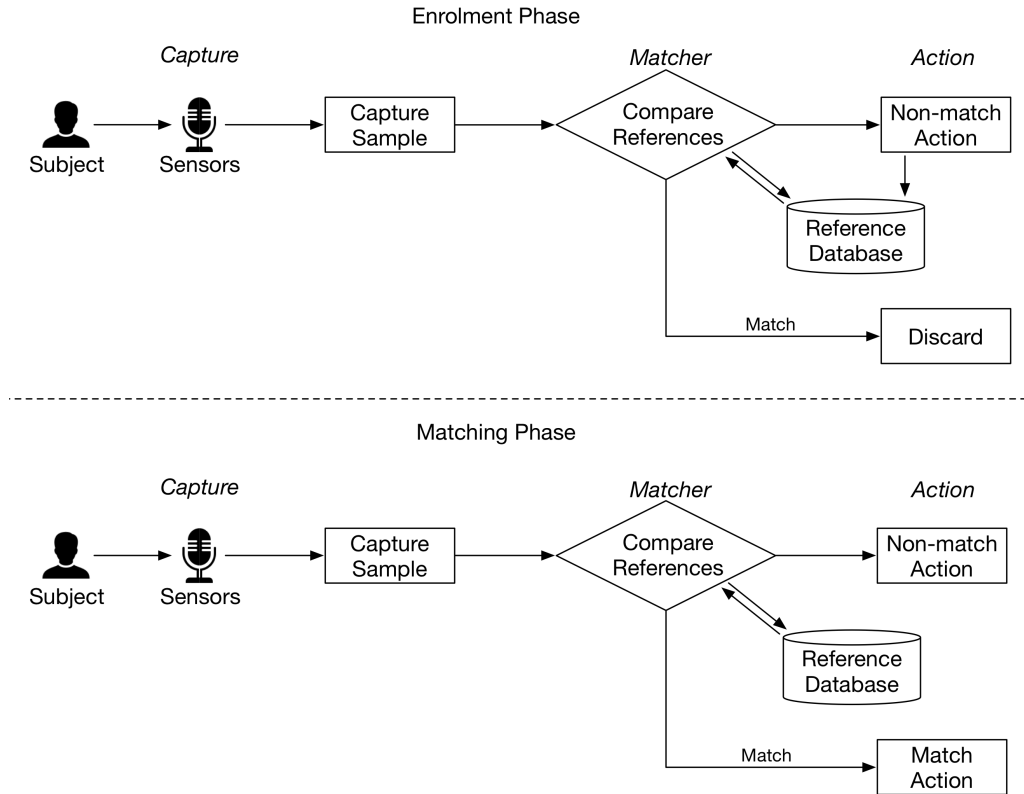 Enrolment Phase
Capture
Matcher
Action
Subject
Sensors
Capture
Sample
Compare
References
Non-match
Action
Reference
Database
Match
Discard
Matching Phase
Capture
Matcher
Action
Subject
Sensors
Capture
Sample
Compare
References
Non-match
Action
Reference
Database
Match
Match
Action